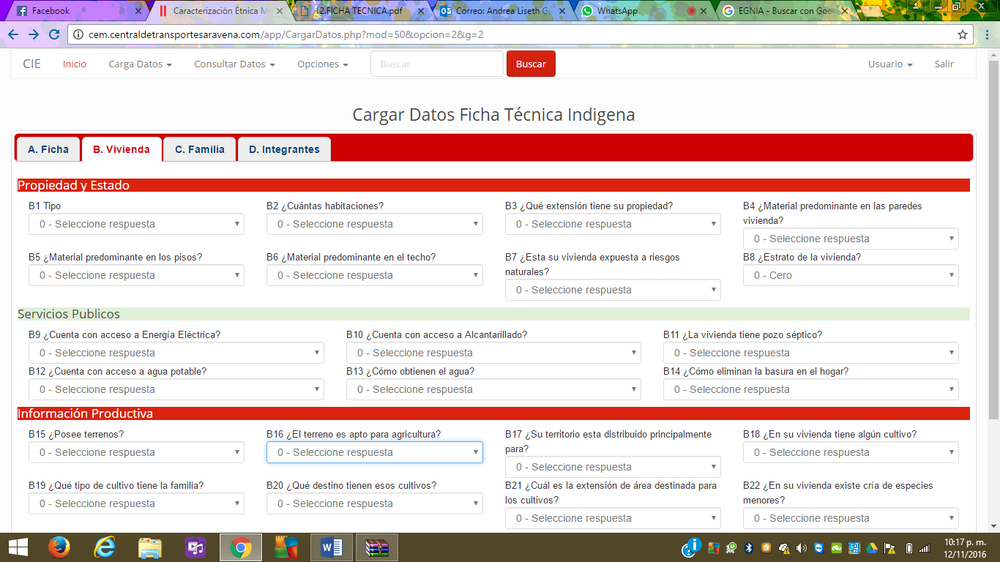 Facebook
Caracterización Étnica M
12.FICHA TECNICA.pdf
Correo: Andrea Liseth G
WhatsApp
EGNIA - Buscar con Goo
cem.centraldetransportesaravena.com/app/CargarDatos.php?mod=50&opcion=2&g=2
CIE Inicio Carga Datos Consultar Datos Opciones Buscar Buscar Usuario Salir
Cargar Datos Ficha Técnica Indigena
A. Ficha B. Vivienda C. Familia D. Integrantes
Propiedad y Estado
B1 Tipo
0 - Seleccione respuesta
B2 ¿Cuántas habitaciones?
0 - Seleccione respuesta
B3 ¿Qué extensión tiene su propiedad?
0 - Seleccione respuesta
B4 ¿Material predominante en las paredes
vivienda?
0 - Seleccione respuesta
B5 ¿Material predominante en los pisos?
0 - Seleccione respuesta
B6 ¿Material predominante en el techo?
0 - Seleccione respuesta
B7 ¿Esta su vivienda expuesta a riesgos
naturales?
0 - Seleccione respuesta
B8 ¿Estrato de la vivienda?
0 - Cero
Servicios Publicos
B9 ¿Cuenta con acceso a Energía Eléctrica?
0 - Seleccione respuesta
B10 ¿Cuenta con acceso a Alcantarillado?
0 - Seleccione respuesta
B11 ¿La vivienda tiene pozo séptico?
0 - Seleccione respuesta
B12 ¿Cuenta con acceso a agua potable?
0 - Seleccione respuesta
B13 ¿Cómo obtienen el agua?
0 - Seleccione respuesta
B14 ¿Cómo eliminan la basura en el hogar?
0 - Seleccione respuesta
Información Productiva
B15 ¿Posee terrenos?
0 - Seleccione respuesta
B16 ¿El terreno es apto para agricultura?
0 - Seleccione respuesta
B17 ¿Su territorio esta distribuido principalmente
para?
0 - Seleccione respuesta
B18 ¿En su vivienda tiene algún cultivo?
0 - Seleccione respuesta
B19 ¿Qué tipo de cultivo tiene la familia?
0 - Seleccione respuesta
B20 ¿Qué destino tienen esos cultivos?
0 - Seleccione respuesta
B21 ¿Cuál es la extensión de área destinada para
los cultivos?
0 - Seleccione respuesta
B22 ¿En su vivienda existe cría de especies
menores?
0 - Seleccione respuesta
10:17 p. m.
12/11/2016